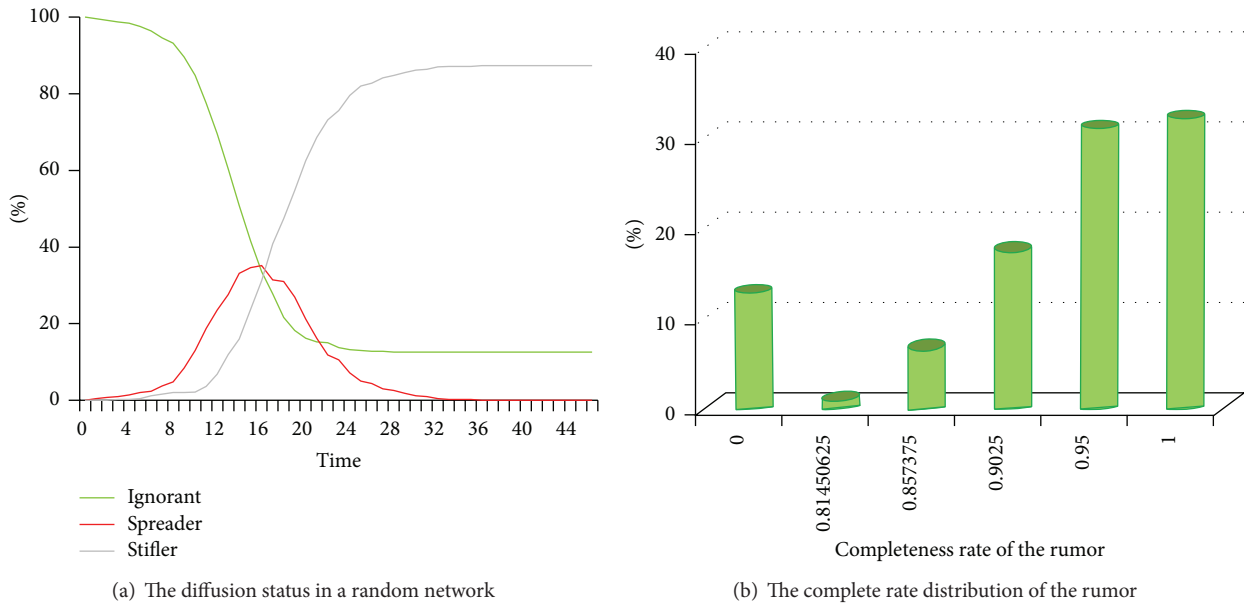 100
80
60
40
20
0
(%)
0 4 8 12 16 20 24 28 32 36 40 44
Time
Ignorant
Spreader
Stifler
(a) The diffusion status in a random network
40
30
20
10
0
(%)
0
0.81450625
0.857375
0.9025
0.95
1
Completeness rate of the rumor
(b) The complete rate distribution of the rumor